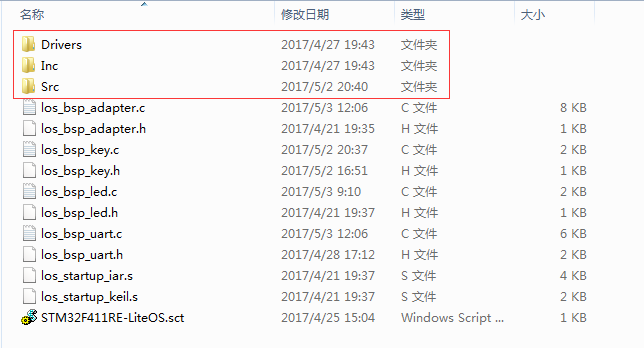 名称 修改日期 类型 大小
Drivers 2017/4/27 19:43 文件夹
Inc 2017/4/27 19:43 文件夹
Src 2017/5/2 20:40 文件夹
los_bsp_adapter.c 2017/5/3 12:06 C 文件 8 KB
los_bsp_adapter.h 2017/4/21 19:35 H 文件 1 KB
los_bsp_key.c 2017/5/2 20:37 C 文件 2 KB
los_bsp_key.h 2017/5/2 16:51 H 文件 1 KB
los_bsp_led.c 2017/5/3 9:10 C 文件 2 KB
los_bsp_led.h 2017/4/21 19:37 H 文件 1 KB
los_bsp_uart.c 2017/5/3 12:06 C 文件 6 KB
los_bsp_uart.h 2017/4/28 17:12 H 文件 2 KB
los_startup_iar.s 2017/4/21 19:37 S 文件 4 KB
los_startup_keil.s 2017/4/21 19:37 S 文件 2 KB
STM32F411RE-LiteOS.sct 2017/4/25 15:04 Windows Script ... 1 KB